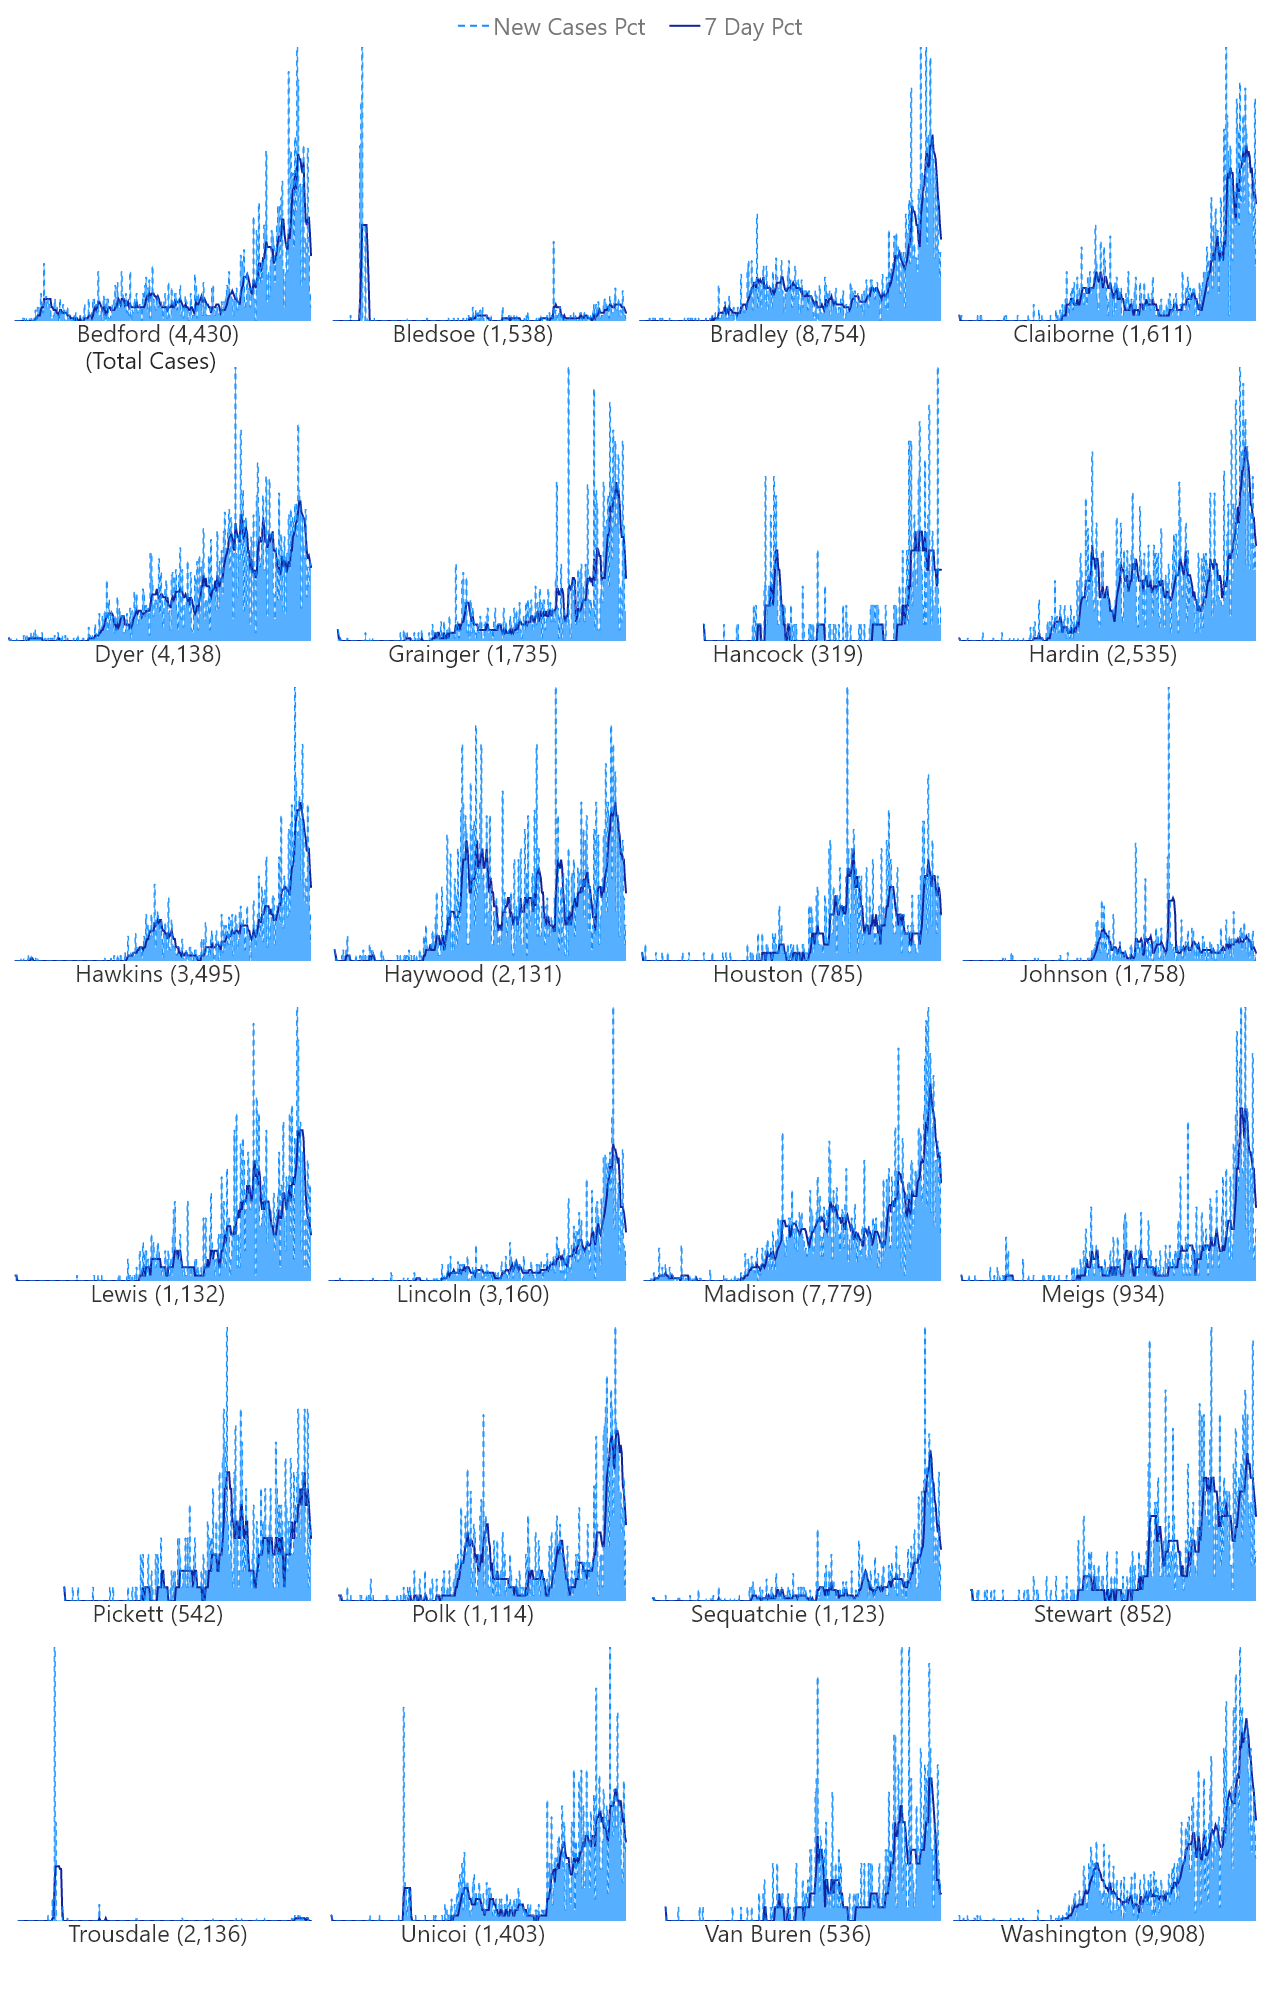 New Cases Pct 7 Day Pct
Bedford (4,430) Bledsoe (1,538) Bradley (8,754) Claiborne (1,611)
(Total Cases)
Dyer (4,138) Grainger (1,735) Hancock (319) Hardin (2,535)
Hawkins (3,495) Haywood (2,131) Houston (785) Johnson (1,758)
Lewis (1,132) Lincoln (3,160) Madison (7,779) Meigs (934)
Pickett (542) Polk (1,114) Sequatchie (1,123) Stewart (852)
Trousdale (2,136) Unicoi (1,403) Van Buren (536) Washington (9,908)